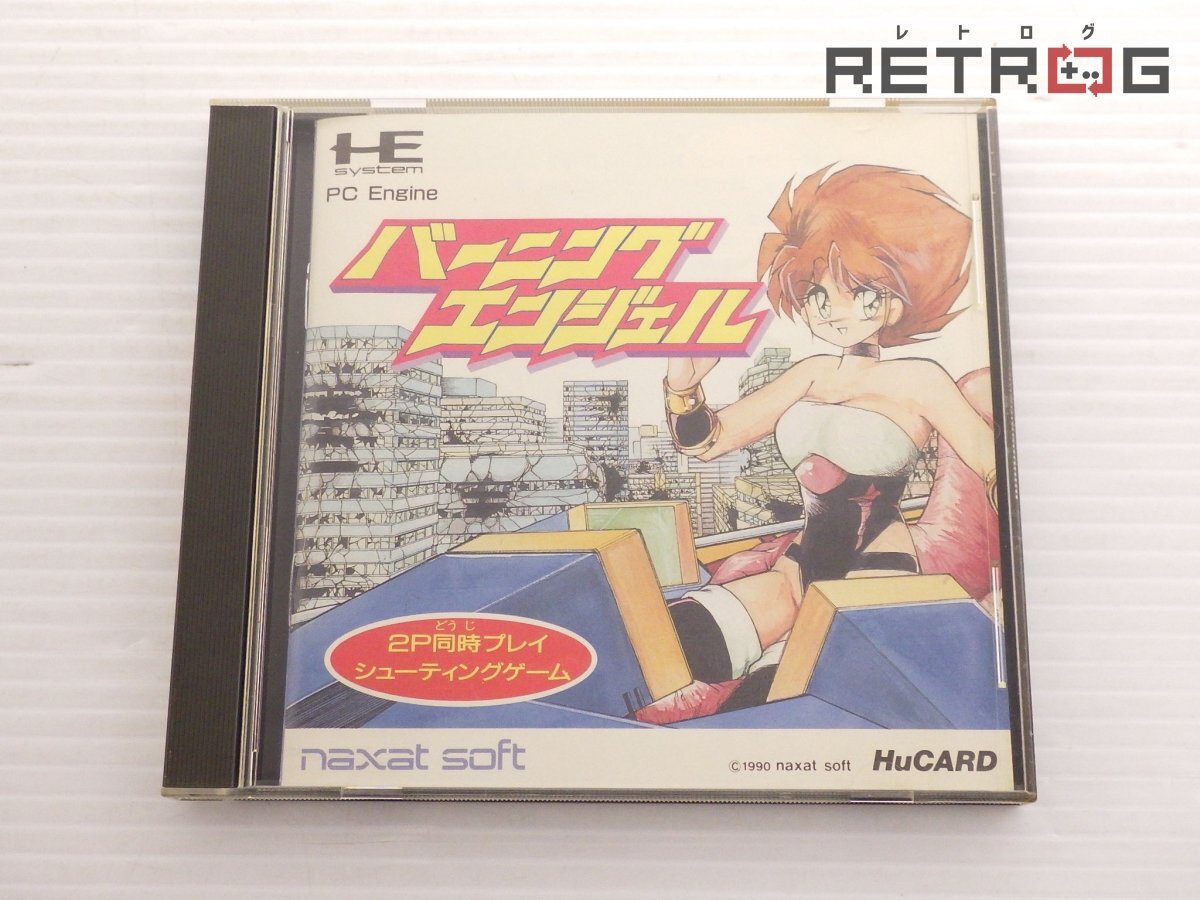 レトログ
RETROG
HE
system
PC Engine
バーニング
エンジェル
どうじ
2P同時プレイ
シューティングゲーム
naxat soft
©1990 naxat soft
HuCARD